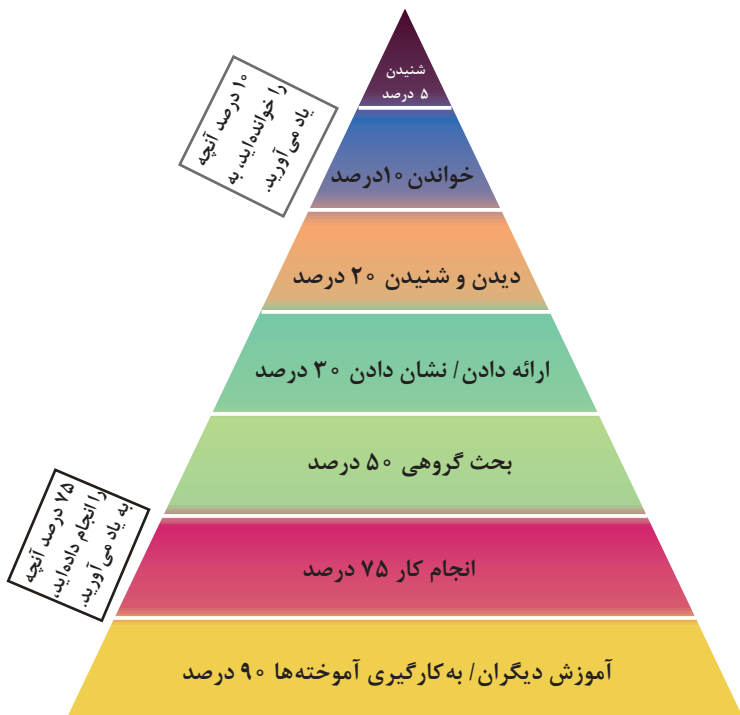 شنیدن
۵ درصد
۱۰ درصد آنچه
را خوانده‌اید، به
یاد می‌آورید.
خواندن ۱۰درصد
دیدن و شنیدن ۲۰ درصد
ارائه دادن/ نشان دادن ۳۰ درصد
بحث گروهی ۵۰ درصد
۷۵ درصد آنچه
را انجام داده‌اید،
به یاد می‌آورید.
انجام کار ۷۵ درصد
آموزش دیگران/ به‌کارگیری آموخته‌ها ۹۰ درصد